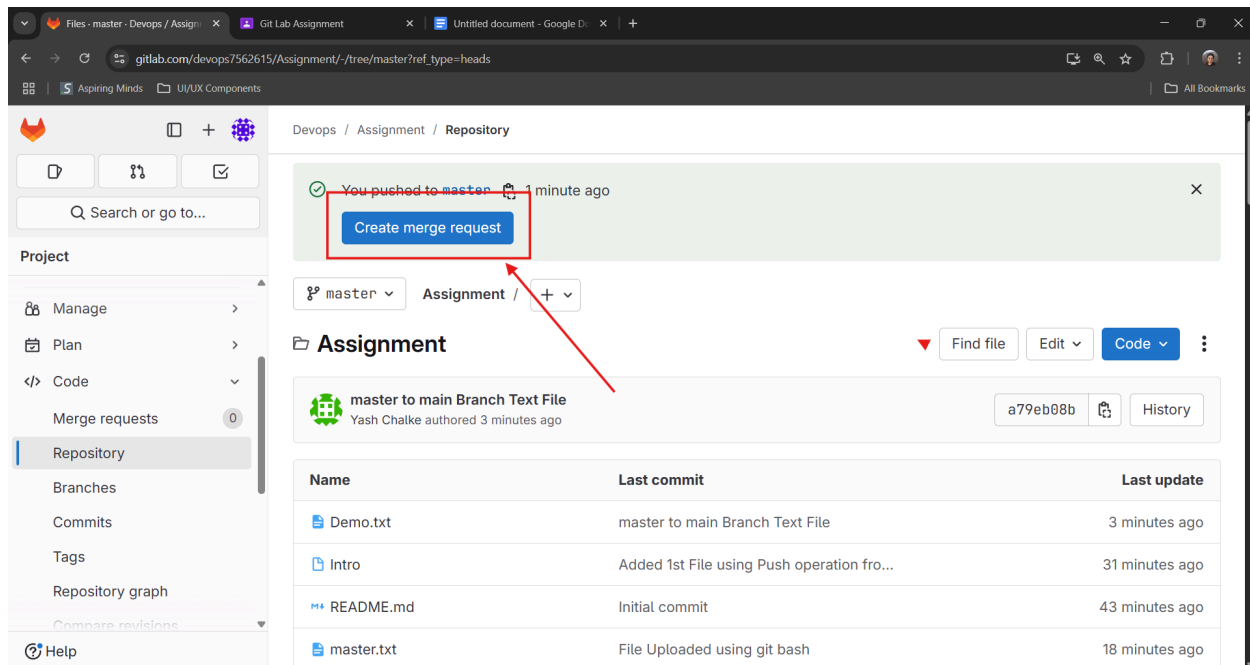 Files · master · Devops / Assign
Git Lab Assignment
Untitled document - Google Do
gitlab.com/devops7562615/Assignment/-/tree/master?ref_type=heads
Aspiring Minds
UI/UX Components
All Bookmarks
Devops / Assignment / Repository
Search or go to...
Project
Manage
Plan
Code
Merge requests 0
Repository
Branches
Commits
Tags
Repository graph
Compare revisions
Help
You pushed to master 1 minute ago
Create merge request
master
Assignment /
Assignment
Find file
Edit
Code
master to main Branch Text File
Yash Chalke authored 3 minutes ago
a79eb08b
History
Name Last commit Last update
Demo.txt master to main Branch Text File 3 minutes ago
Intro Added 1st File using Push operation fro... 31 minutes ago
README.md Initial commit 43 minutes ago
master.txt File Uploaded using git bash 18 minutes ago